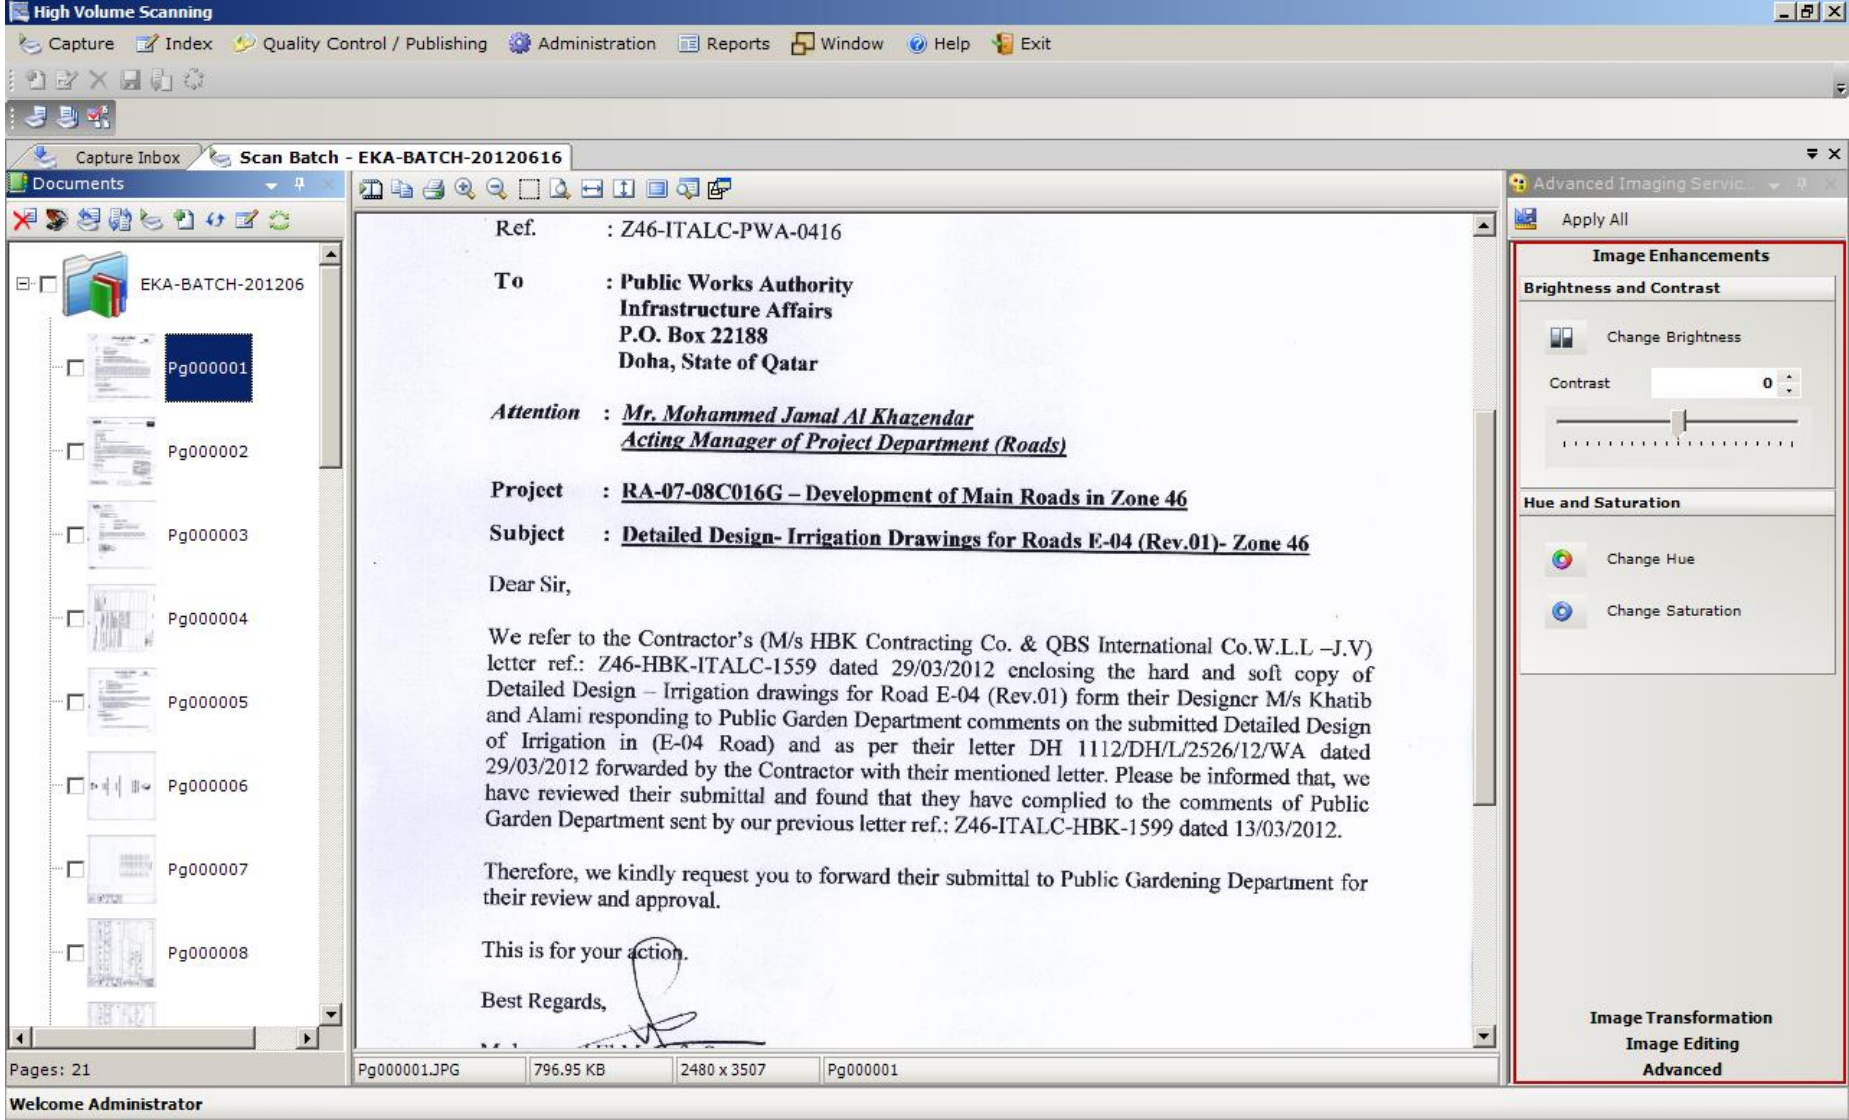 High Volume Scanning
Capture Index Quality Control / Publishing Administration Reports Window Help Exit
Capture Inbox Scan Batch - EKA-BATCH-20120616
Documents
EKA-BATCH-201206
Pg000001
Pg000002
Pg000003
Pg000004
Pg000005
Pg000006
Pg000007
Pg000008
Pages: 21
Ref. : Z46-ITALC-PWA-0416
To : Public Works Authority
Infrastructure Affairs
P.O. Box 22188
Doha, State of Qatar
Attention : Mr. Mohammed Jamal Al Khazendar
Acting Manager of Project Department (Roads)
Project : RA-07-08C016G – Development of Main Roads in Zone 46
Subject : Detailed Design- Irrigation Drawings for Roads E-04 (Rev.01)- Zone 46
Dear Sir,
We refer to the Contractor's (M/s HBK Contracting Co. & QBS International Co.W.L.L –J.V)
letter ref.: Z46-HBK-ITALC-1559 dated 29/03/2012 enclosing the hard and soft copy of
Detailed Design – Irrigation drawings for Road E-04 (Rev.01) form their Designer M/s Khatib
and Alami responding to Public Garden Department comments on the submitted Detailed Design
of Irrigation in (E-04 Road) and as per their letter DH 1112/DH/L/2526/12/WA dated
29/03/2012 forwarded by the Contractor with their mentioned letter. Please be informed that, we
have reviewed their submittal and found that they have complied to the comments of Public
Garden Department sent by our previous letter ref.: Z46-ITALC-HBK-1599 dated 13/03/2012.
Therefore, we kindly request you to forward their submittal to Public Gardening Department for
their review and approval.
This is for your action.
Best Regards,
Pg000001.JPG 796.95 KB 2480 x 3507 Pg000001
Advanced Imaging Servic...
Apply All
Image Enhancements
Brightness and Contrast
Change Brightness
Contrast 0
Hue and Saturation
Change Hue
Change Saturation
Image Transformation
Image Editing
Advanced
Welcome Administrator